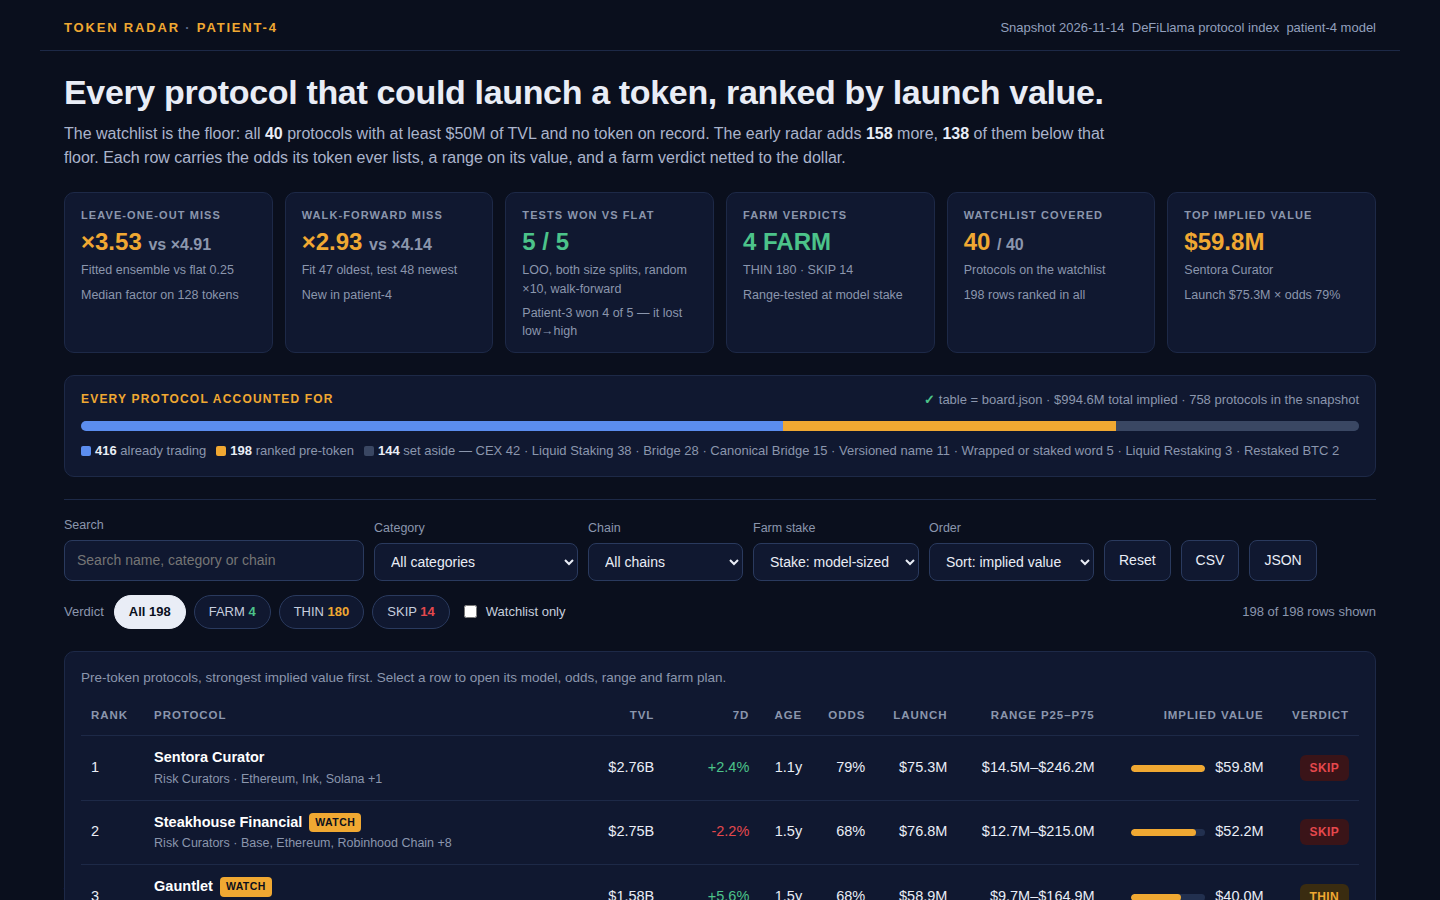 TOKEN RADAR · PATIENT-4
Snapshot 2026-11-14 DeFiLlama protocol index patient-4 model
Every protocol that could launch a token, ranked by launch value.
The watchlist is the floor: all 40 protocols with at least $50M of TVL and no token on record. The early radar adds 158 more, 138 of them below that
floor. Each row carries the odds its token ever lists, a range on its value, and a farm verdict netted to the dollar.
LEAVE-ONE-OUT MISS
×3.53 vs ×4.91
Fitted ensemble vs flat 0.25
Median factor on 128 tokens
WALK-FORWARD MISS
×2.93 vs ×4.14
Fit 47 oldest, test 48 newest
New in patient-4
TESTS WON VS FLAT
5 / 5
LOO, both size splits, random
×10, walk-forward
Patient-3 won 4 of 5 — it lost
low→high
FARM VERDICTS
4 FARM
THIN 180 · SKIP 14
Range-tested at model stake
WATCHLIST COVERED
40 / 40
Protocols on the watchlist
198 rows ranked in all
TOP IMPLIED VALUE
$59.8M
Sentora Curator
Launch $75.3M × odds 79%
EVERY PROTOCOL ACCOUNTED FOR
✓ table = board.json · $994.6M total implied · 758 protocols in the snapshot
416 already trading 198 ranked pre-token 144 set aside — CEX 42 · Liquid Staking 38 · Bridge 28 · Canonical Bridge 15 · Versioned name 11 · Wrapped or staked word 5 · Liquid Restaking 3 · Restaked BTC 2
Search
Category
Chain
Farm stake
Order
Search name, category or chain
All categories
All chains
Stake: model-sized
Sort: implied value
Reset
CSV
JSON
Verdict
All 198
FARM 4
THIN 180
SKIP 14
Watchlist only
198 of 198 rows shown
Pre-token protocols, strongest implied value first. Select a row to open its model, odds, range and farm plan.
RANK PROTOCOL TVL 7D AGE ODDS LAUNCH RANGE P25–P75 IMPLIED VALUE VERDICT
1 Sentora Curator $2.76B +2.4% 1.1y 79% $75.3M $14.5M–$246.2M $59.8M SKIP
Risk Curators · Ethereum, Ink, Solana +1
2 Steakhouse Financial WATCH $2.75B -2.2% 1.5y 68% $76.8M $12.7M–$215.0M $52.2M SKIP
Risk Curators · Base, Ethereum, Robinhood Chain +8
3 Gauntlet WATCH $1.58B +5.6% 1.5y 68% $58.9M $9.7M–$164.9M $40.0M THIN